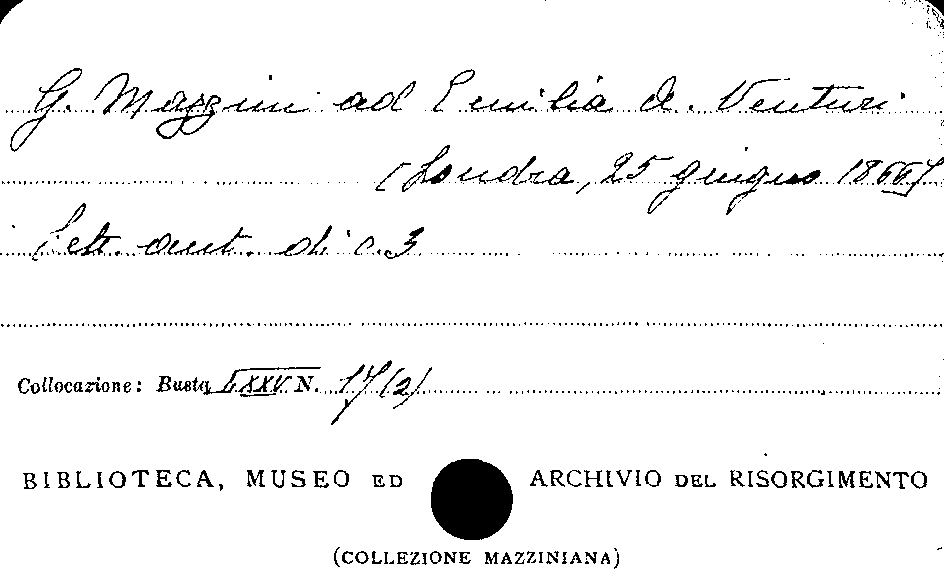 G. Mazzini ad Emilia A. Venturi
(Londra, 25 giugno 1866)
Lett. aut. di c. 3
Collocazione: Busta LXXV N. 17(2)
BIBLIOTECA, MUSEO ED ARCHIVIO DEL RISORGIMENTO
(COLLEZIONE MAZZINIANA)